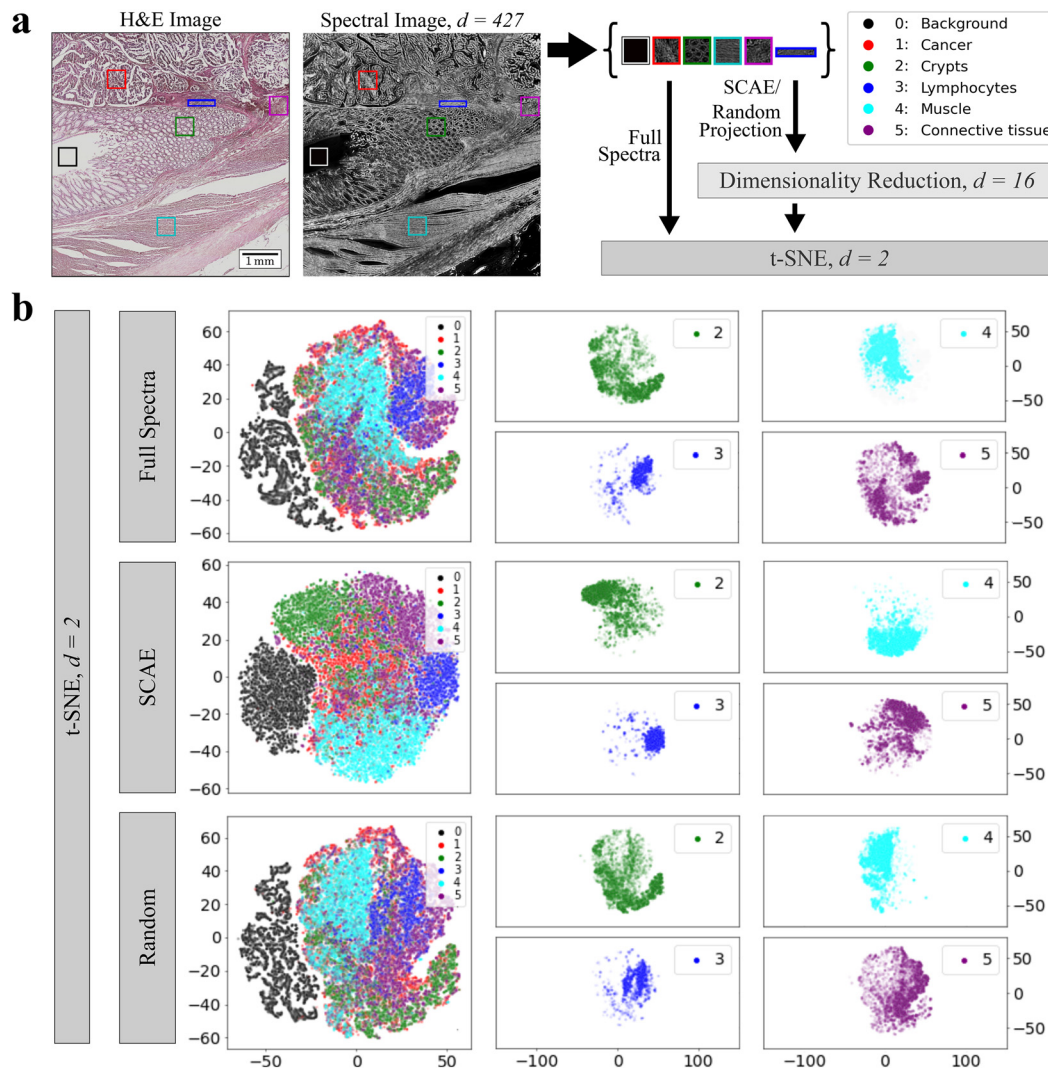 a
H&E Image
Spectral Image, d = 427
1 mm
{ }
Full
Spectra
SCAE/
Random
Projection
0: Background
1: Cancer
2: Crypts
3: Lymphocytes
4: Muscle
5: Connective tissue
Dimensionality Reduction, d = 16
t-SNE, d = 2
b
t-SNE, d = 2
Full Spectra
60
40
20
0
−20
−40
−60
0
1
2
3
4
5
2
3
4
50
0
−50
5
50
0
−50
SCAE
60
40
20
0
−20
−40
−60
0
1
2
3
4
5
2
3
4
50
0
−50
5
50
0
−50
Random
60
40
20
0
−20
−40
−60
0
1
2
3
4
5
−50 0 50
2
3
−100 0 100
4
50
0
−50
5
50
0
−50
−100 0 100